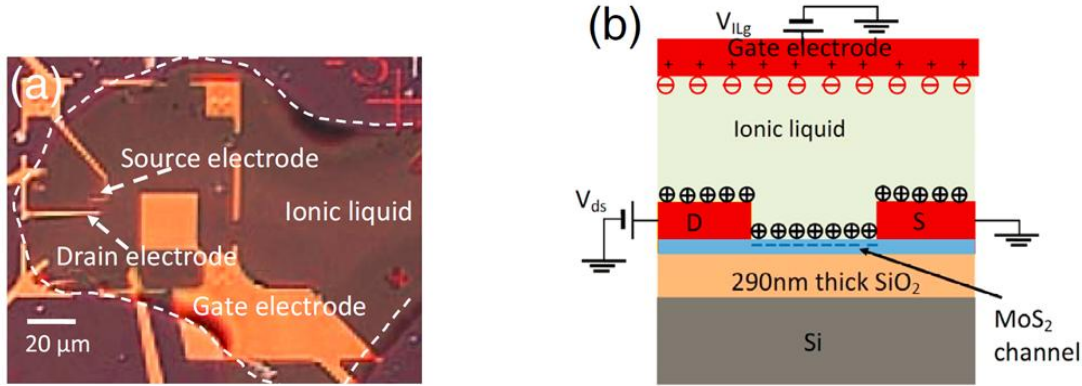 (a)
Source electrode
Ionic liquid
Drain electrode
Gate electrode
20 μm
(b)
V_ILg
Gate electrode
+ + + + + + + + + +
Ionic liquid
V_ds
D
S
290nm thick SiO₂
MoS₂
channel
Si